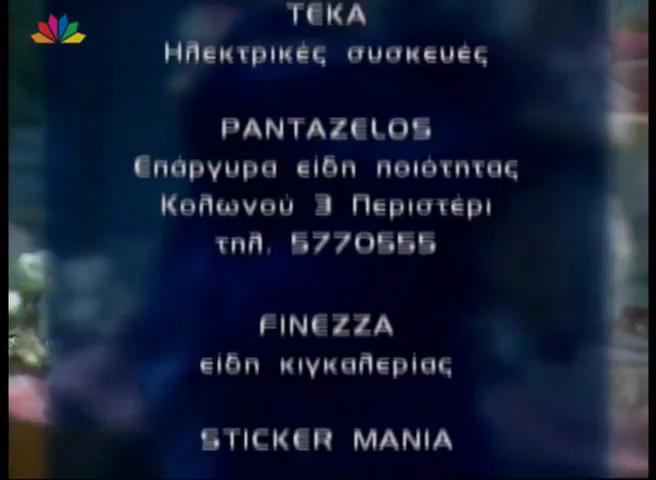 TEKA
Ηλεκτρικές συσκευές
PANTAZELOS
Επάργυρα είδη ποιότητας
Κολωνού 3 Περιστέρι
τηλ. 5770555
FINEZZA
είδη κιγκαλερίας
STICKER MANIA